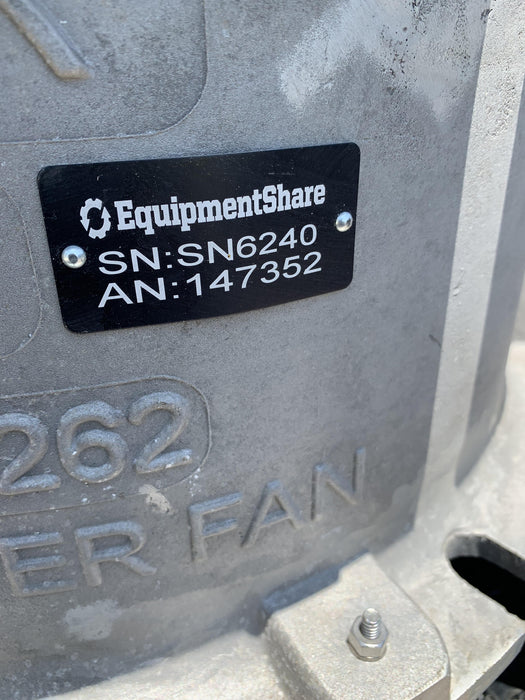 EquipmentShare
SN:SN6240
AN:147352
262
ER FAN